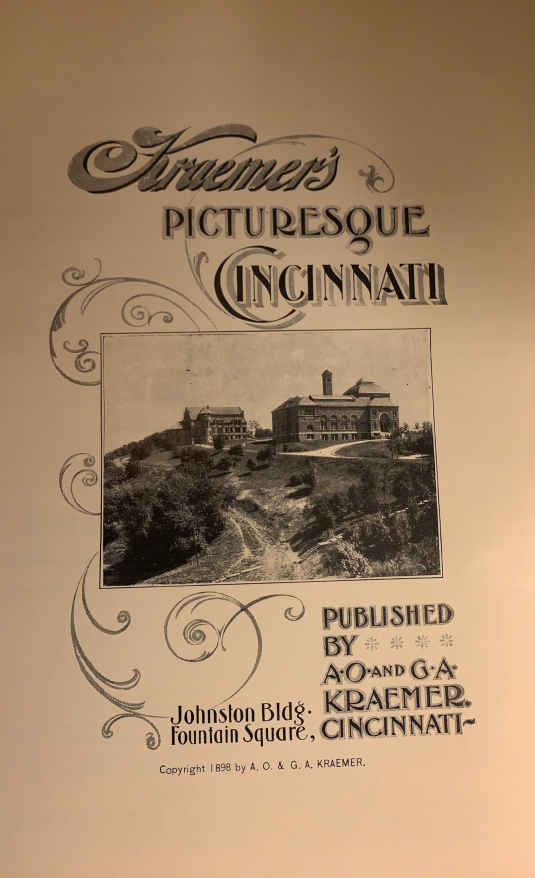 Kraemer's
PICTURESQUE
CINCINNATI
PUBLISHED
BY
A·O·AND G·A·
KRAEMER.
CINCINNATI~
Johnston Bldg.
Fountain Square,
Copyright 1898 by A. O. & G. A. KRAEMER.